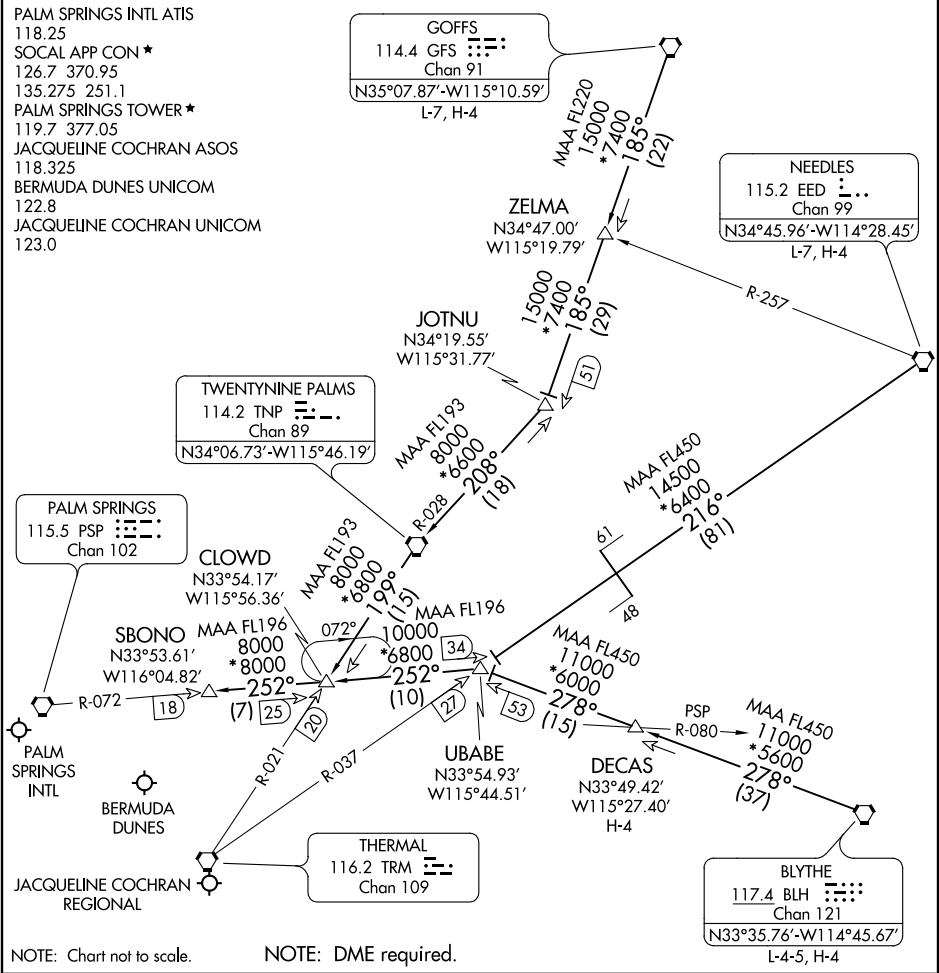 PALM SPRINGS INTL ATIS
118.25
SOCAL APP CON★
126.7 370.95
135.275 251.1
PALM SPRINGS TOWER★
119.7 377.05
JACQUELINE COCHRAN ASOS
118.325
BERMUDA DUNES UNICOM
122.8
JACQUELINE COCHRAN UNICOM
123.0
GOFFS
114.4 GFS
Chan 91
N35°07.87'-W115°10.59'
L-7, H-4
MAA FL220
15000
*7400
185°
(22)
NEEDLES
115.2 EED
Chan 99
N34°45.96'-W114°28.45'
L-7, H-4
ZELMA
N34°47.00'
W115°19.79'
R-257
15000
*7400
185°
(29)
JOTNU
N34°19.55'
W115°31.77'
51
TWENTYNINE PALMS
114.2 TNP
Chan 89
N34°06.73'-W115°46.19'
MAA FL193
8000
*6600
208°
(18)
R-028
MAA FL450
14500
*6400
216°
(81)
61
48
PALM SPRINGS
115.5 PSP
Chan 102
CLOWD
N33°54.17'
W115°56.36'
MAA FL193
8000
*6800
199°
(15)
SBONO
N33°53.61'
W116°04.82'
MAA FL196
8000
*8000
252°
(7)
072°
MAA FL196
10000
*6800
252°
(10)
34
R-072
18
25
20
27
53
R-021
R-037
UBABE
N33°54.93'
W115°44.51'
MAA FL450
11000
*6000
278°
(15)
PSP
R-080
DECAS
N33°49.42'
W115°27.40'
H-4
MAA FL450
11000
*5600
278°
(37)
PALM
SPRINGS
INTL
BERMUDA
DUNES
THERMAL
116.2 TRM
Chan 109
JACQUELINE COCHRAN
REGIONAL
BLYTHE
117.4 BLH
Chan 121
N33°35.76'-W114°45.67'
L-4-5, H-4
NOTE: Chart not to scale.
NOTE: DME required.